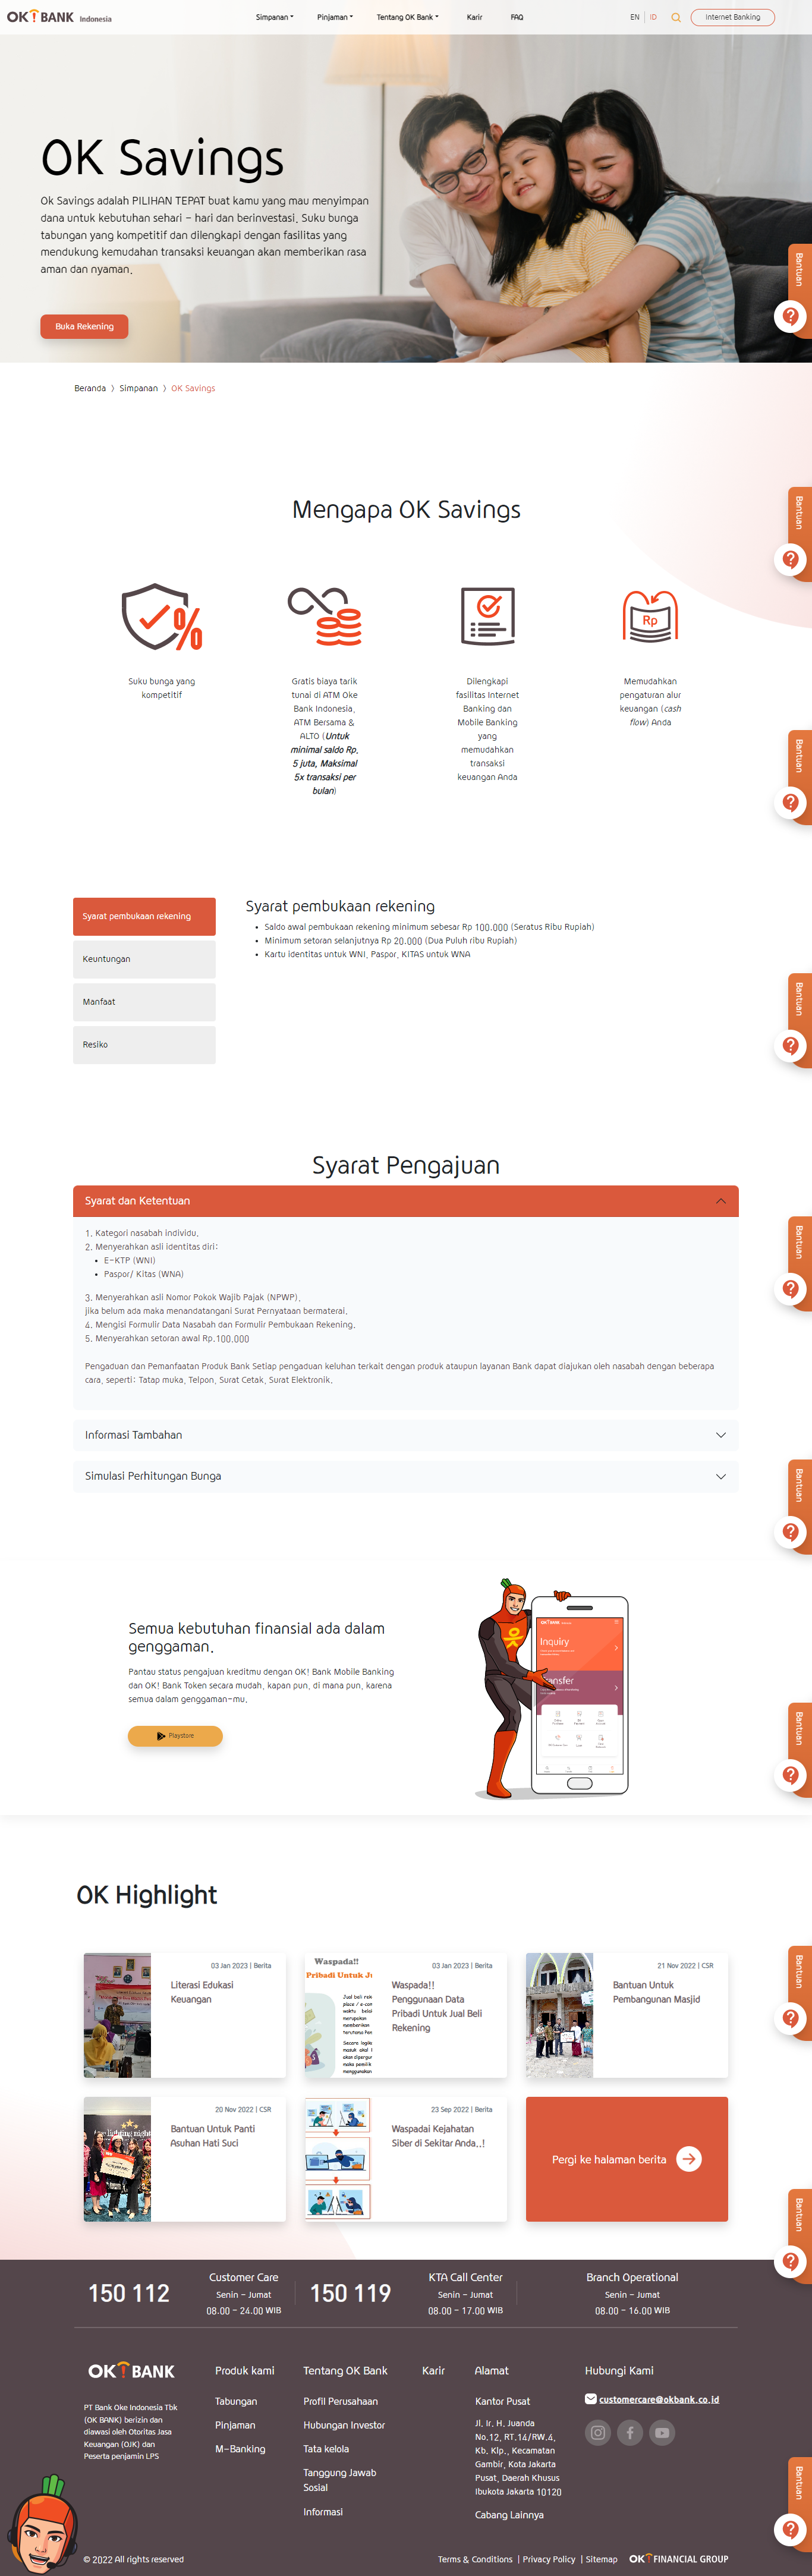 OK! BANK Indonesia
Simpanan
Pinjaman
Tentang OK Bank
Karir
FAQ
EN | ID
Internet Banking
OK Savings
Ok Savings adalah PILIHAN TEPAT buat kamu yang mau menyimpan
dana untuk kebutuhan sehari - hari dan berinvestasi. Suku bunga
tabungan yang kompetitif dan dilengkapi dengan fasilitas yang
mendukung kemudahan transaksi keuangan akan memberikan rasa
aman dan nyaman.
Buka Rekening
Bantuan
Beranda > Simpanan > OK Savings
Mengapa OK Savings
Bantuan
Rp
Suku bunga yang
kompetitif
Gratis biaya tarik
tunai di ATM Oke
Bank Indonesia,
ATM Bersama &
ALTO (Untuk
minimal saldo Rp.
5 juta, Maksimal
5x transaksi per
bulan)
Dilengkapi
fasilitas Internet
Banking dan
Mobile Banking
yang
memudahkan
transaksi
keuangan Anda
Memudahkan
pengaturan alur
keuangan (cash
flow) Anda
Bantuan
Syarat pembukaan rekening
Keuntungan
Manfaat
Resiko
Syarat pembukaan rekening
• Saldo awal pembukaan rekening minimum sebesar Rp 100.000 (Seratus Ribu Rupiah)
• Minimum setoran selanjutnya Rp 20.000 (Dua Puluh ribu Rupiah)
• Kartu identitas untuk WNI, Paspor, KITAS untuk WNA
Bantuan
Syarat Pengajuan
Syarat dan Ketentuan
1. Kategori nasabah individu.
2. Menyerahkan asli identitas diri:
• E-KTP (WNI)
• Paspor/ Kitas (WNA)
3. Menyerahkan asli Nomor Pokok Wajib Pajak (NPWP),
jika belum ada maka menandatangani Surat Pernyataan bermaterai.
4. Mengisi Formulir Data Nasabah dan Formulir Pembukaan Rekening.
5. Menyerahkan setoran awal Rp.100.000
Pengaduan dan Pemanfaatan Produk Bank Setiap pengaduan keluhan terkait dengan produk ataupun layanan Bank dapat diajukan oleh nasabah dengan beberapa
cara, seperti: Tatap muka, Telpon, Surat Cetak, Surat Elektronik.
Bantuan
Informasi Tambahan
Simulasi Perhitungan Bunga
Bantuan
Semua kebutuhan finansial ada dalam
genggaman.
Pantau status pengajuan kreditmu dengan OK! Bank Mobile Banking
dan OK! Bank Token secara mudah, kapan pun, di mana pun, karena
semua dalam genggaman-mu.
Playstore
OK! BANK
Inquiry
Transfer
Bantuan
OK Highlight
03 Jan 2023 | Berita
Literasi Edukasi
Keuangan
Waspada!!
03 Jan 2023 | Berita
Waspada!!
Penggunaan Data
Pribadi Untuk Jual Beli
Rekening
21 Nov 2022 | CSR
Bantuan Untuk
Pembangunan Masjid
Bantuan
20 Nov 2022 | CSR
Bantuan Untuk Panti
Asuhan Hati Suci
23 Sep 2022 | Berita
Waspadai Kejahatan
Siber di Sekitar Anda..!
Pergi ke halaman berita
Bantuan
150 112
Customer Care
Senin - Jumat
08.00 - 24.00 WIB
150 119
KTA Call Center
Senin - Jumat
08.00 - 17.00 WIB
Branch Operational
Senin - Jumat
08.00 - 16.00 WIB
OK! BANK
PT Bank Oke Indonesia Tbk
(OK BANK) berizin dan
diawasi oleh Otoritas Jasa
Keuangan (OJK) dan
Peserta penjamin LPS
Produk kami
Tabungan
Pinjaman
M-Banking
Tentang OK Bank
Profil Perusahaan
Hubungan Investor
Tata kelola
Tanggung Jawab
Sosial
Informasi
Karir
Alamat
Kantor Pusat
Jl. Ir. H. Juanda
No.12, RT.14/RW.4,
Kb. Klp., Kecamatan
Gambir, Kota Jakarta
Pusat, Daerah Khusus
Ibukota Jakarta 10120
Cabang Lainnya
Hubungi Kami
customercare@okbank.co.id
Bantuan
© 2022 All rights reserved
Terms & Conditions | Privacy Policy | Sitemap
OK! FINANCIAL GROUP